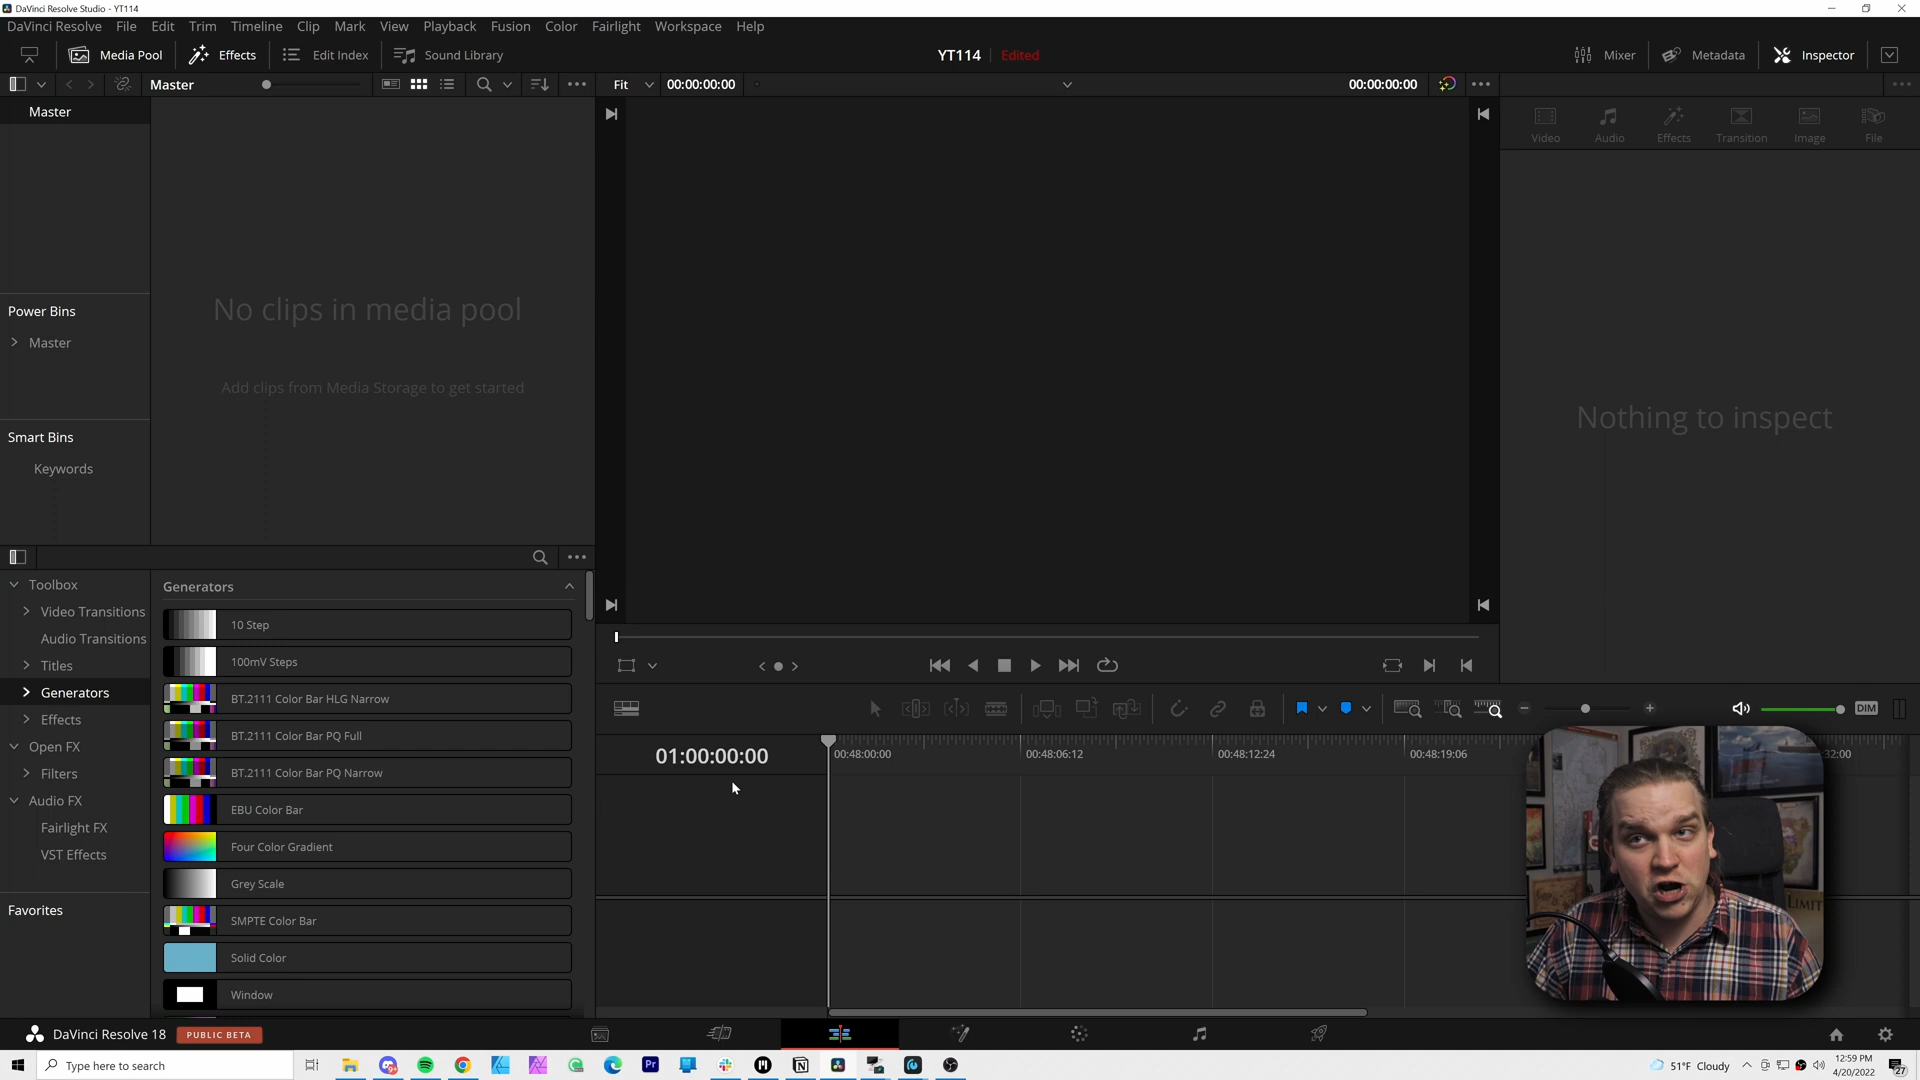 DaVinci Resolve Studio - YT114
DaVinci Resolve File Edit Trim Timeline Clip Mark View Playback Fusion Color Fairlight Workspace Help
Media Pool Effects Edit Index Sound Library YT114 Edited Mixer Metadata Inspector
Master Fit 00:00:00:00 00:00:00:00
Master
Video Audio Effects Transition Image File
No clips in media pool
Add clips from Media Storage to get started
Power Bins
Master
Smart Bins
Keywords
Nothing to inspect
Toolbox
Video Transitions
Audio Transitions
Titles
Generators
Effects
Open FX
Filters
Audio FX
Fairlight FX
VST Effects
Favorites
Generators
10 Step
100mV Steps
BT.2111 Color Bar HLG Narrow
BT.2111 Color Bar PQ Full
BT.2111 Color Bar PQ Narrow
EBU Color Bar
Four Color Gradient
Grey Scale
SMPTE Color Bar
Solid Color
Window
DIM
01:00:00:00 00:48:00:00 00:48:06:12 00:48:12:24 00:48:19:06 32:00
LIMIT
DaVinci Resolve 18 PUBLIC BETA
Type here to search
Pr
51°F Cloudy
12:59 PM
4/20/2022
27